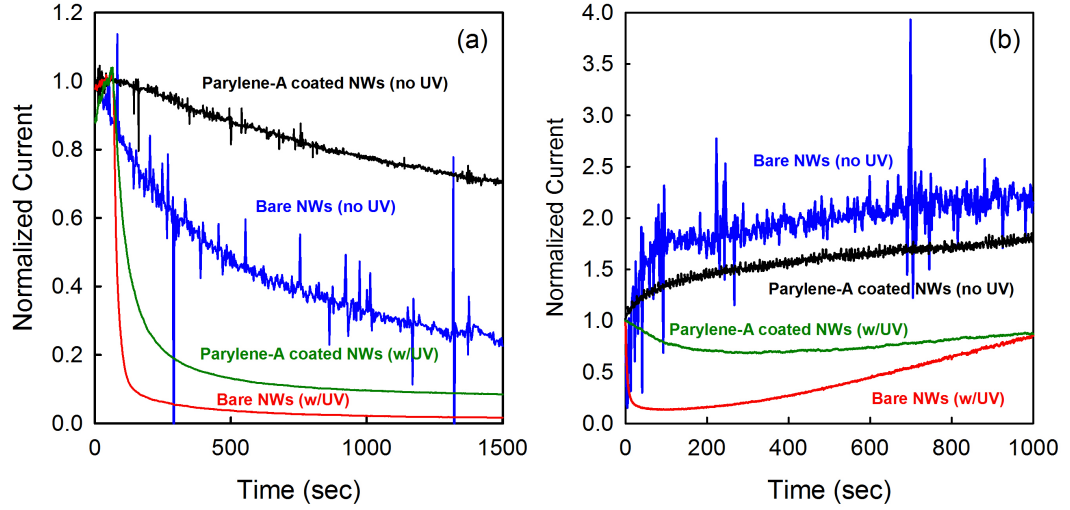 (a)
Normalized Current
1.2
1.0
0.8
0.6
0.4
0.2
0.0
Parylene-A coated NWs (no UV)
Bare NWs (no UV)
Parylene-A coated NWs (w/UV)
Bare NWs (w/UV)
0 500 1000 1500
Time (sec)
(b)
Normalized Current
4.0
3.5
3.0
2.5
2.0
1.5
1.0
0.5
0.0
Bare NWs (no UV)
Parylene-A coated NWs (no UV)
Parylene-A coated NWs (w/UV)
Bare NWs (w/UV)
0 200 400 600 800 1000
Time (sec)